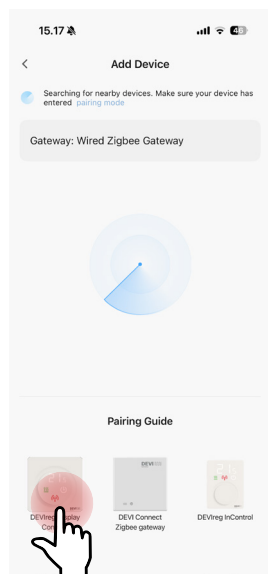 15.17
46
Add Device
Searching for nearby devices. Make sure your device has
entered pairing mode
Gateway: Wired Zigbee Gateway
Pairing Guide
DEVI
DEVIreg
play
DEVI Connect
DEVIreg InControl
Con
Zigbee gateway